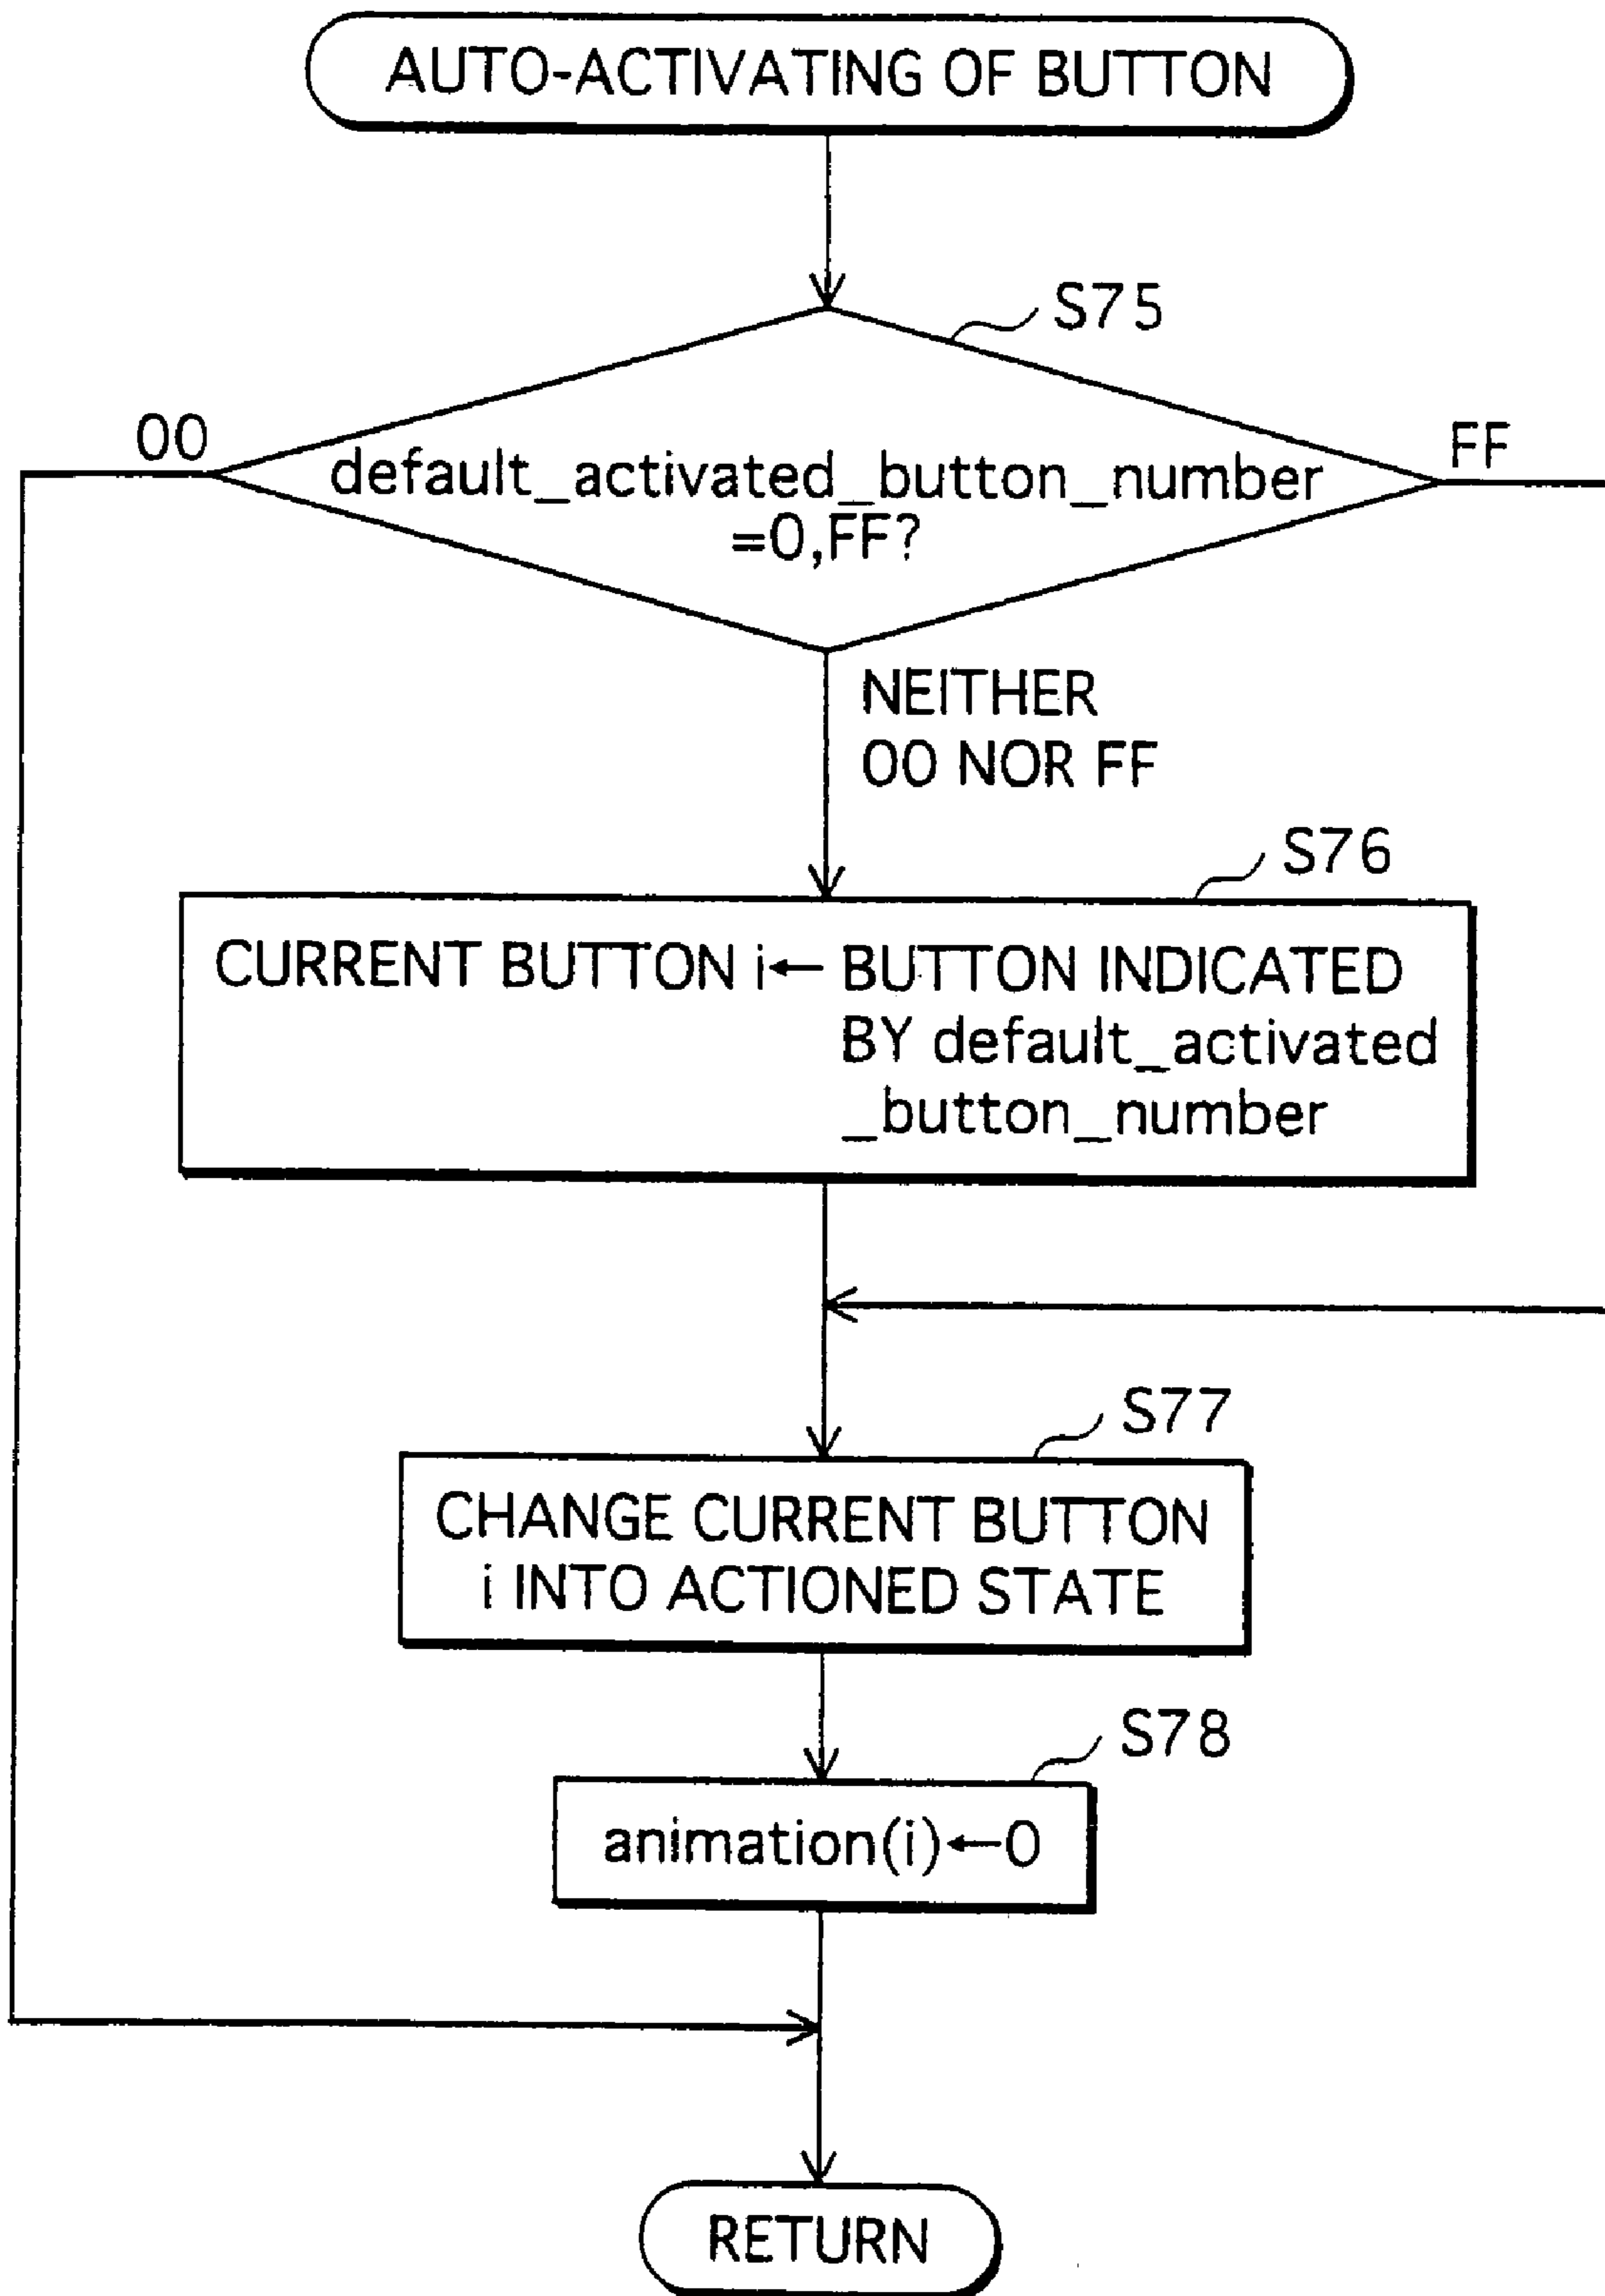 AUTO-ACTIVATING OF BUTTON
S75
00
FF
default_activated_button_number
=0,FF?
NEITHER
00 NOR FF
S76
CURRENT BUTTON i← BUTTON INDICATED
BY default_activated
_button_number
S77
CHANGE CURRENT BUTTON
i INTO ACTIONED STATE
S78
animation(i)←0
RETURN